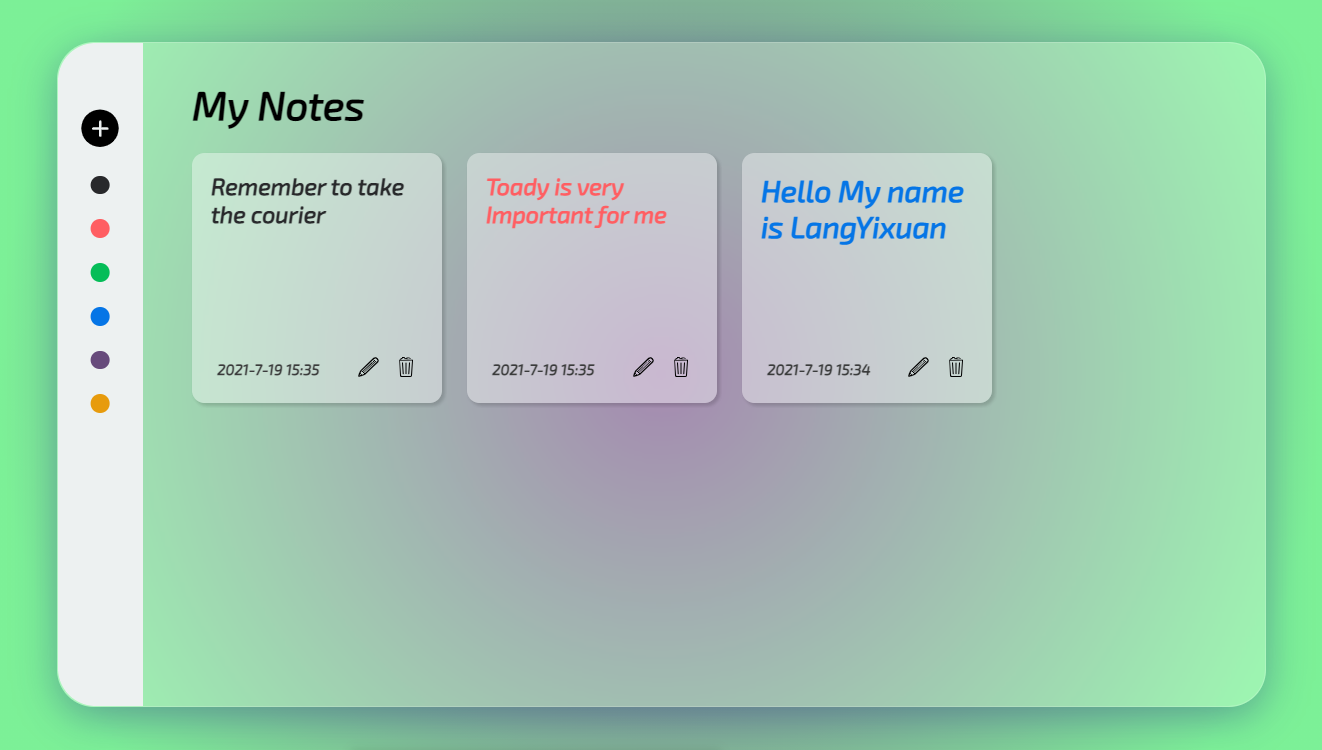 My Notes
Remember to take
the courier
2021-7-19 15:35
Toady is very
Important for me
2021-7-19 15:35
Hello My name
is LangYixuan
2021-7-19 15:34